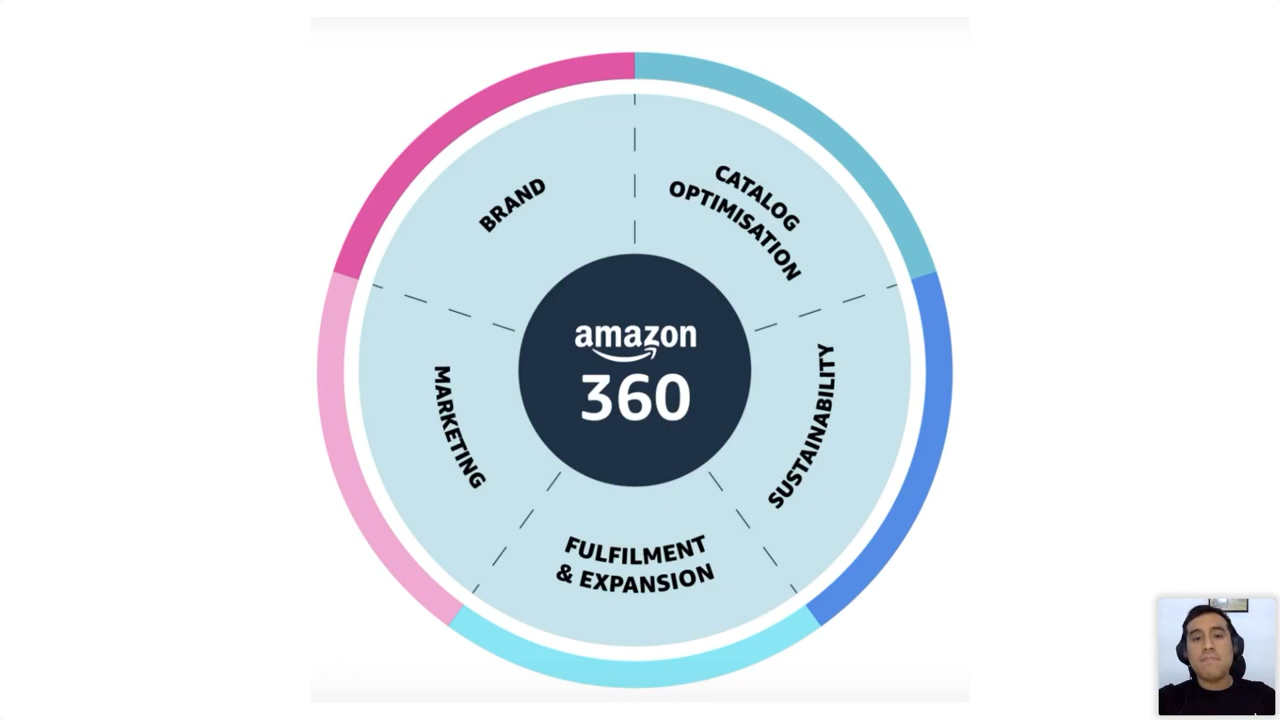 BRAND
CATALOG
OPTIMISATION
amazon
360
MARKETING
SUSTAINABILITY
FULFILMENT
& EXPANSION